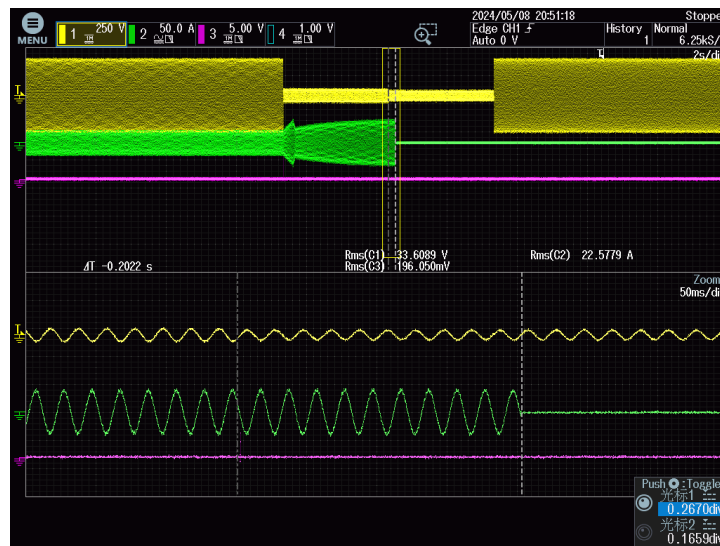 2024/05/08 20:51:18 Stoppe
MENU
1 250 V 2 50.0 A 3 5.00 V 4 1.00 V
Edge CH1
Auto 0 V
History
1
Normal
6.25kS/
2s/di
Rms(C1) 33.6089 V Rms(C2) 22.5779 A
ΔT -0.2022 s Rms(C3) 196.050mV
Zoom
50ms/di
Push :Toggle
光标1
0.2670di
光标2
0.1659di